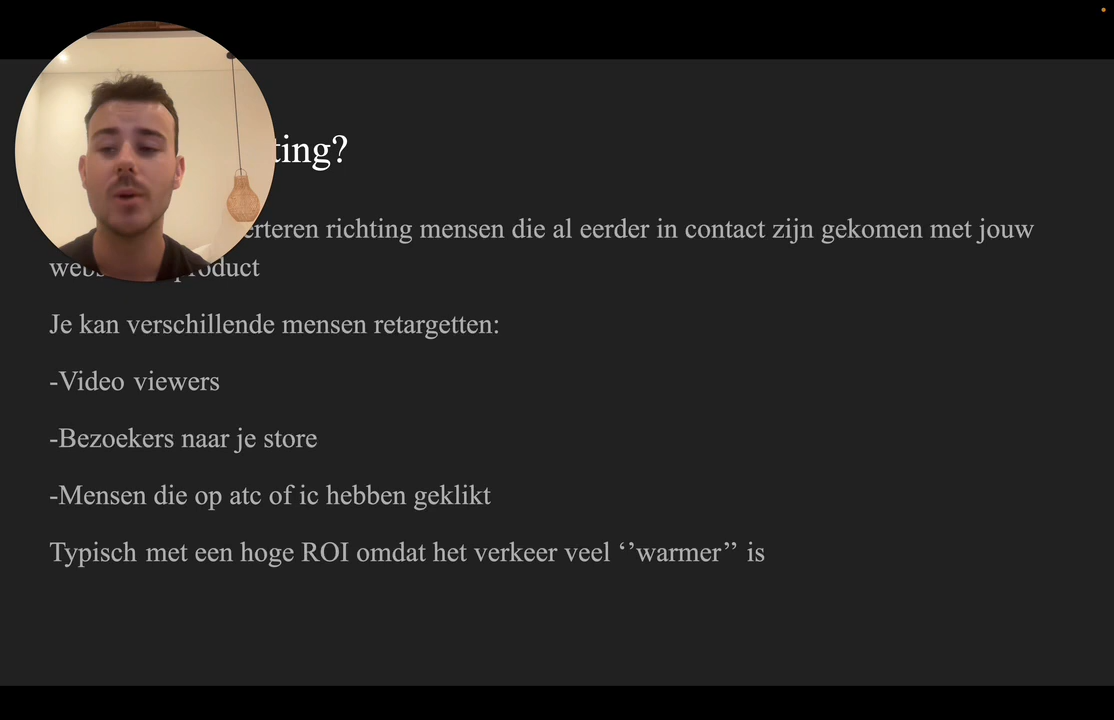 ting?
erteren richting mensen die al eerder in contact zijn gekomen met jouw
product
Je kan verschillende mensen retargetten:
-Video viewers
-Bezoekers naar je store
-Mensen die op atc of ic hebben geklikt
Typisch met een hoge ROI omdat het verkeer veel ‘’warmer’’ is